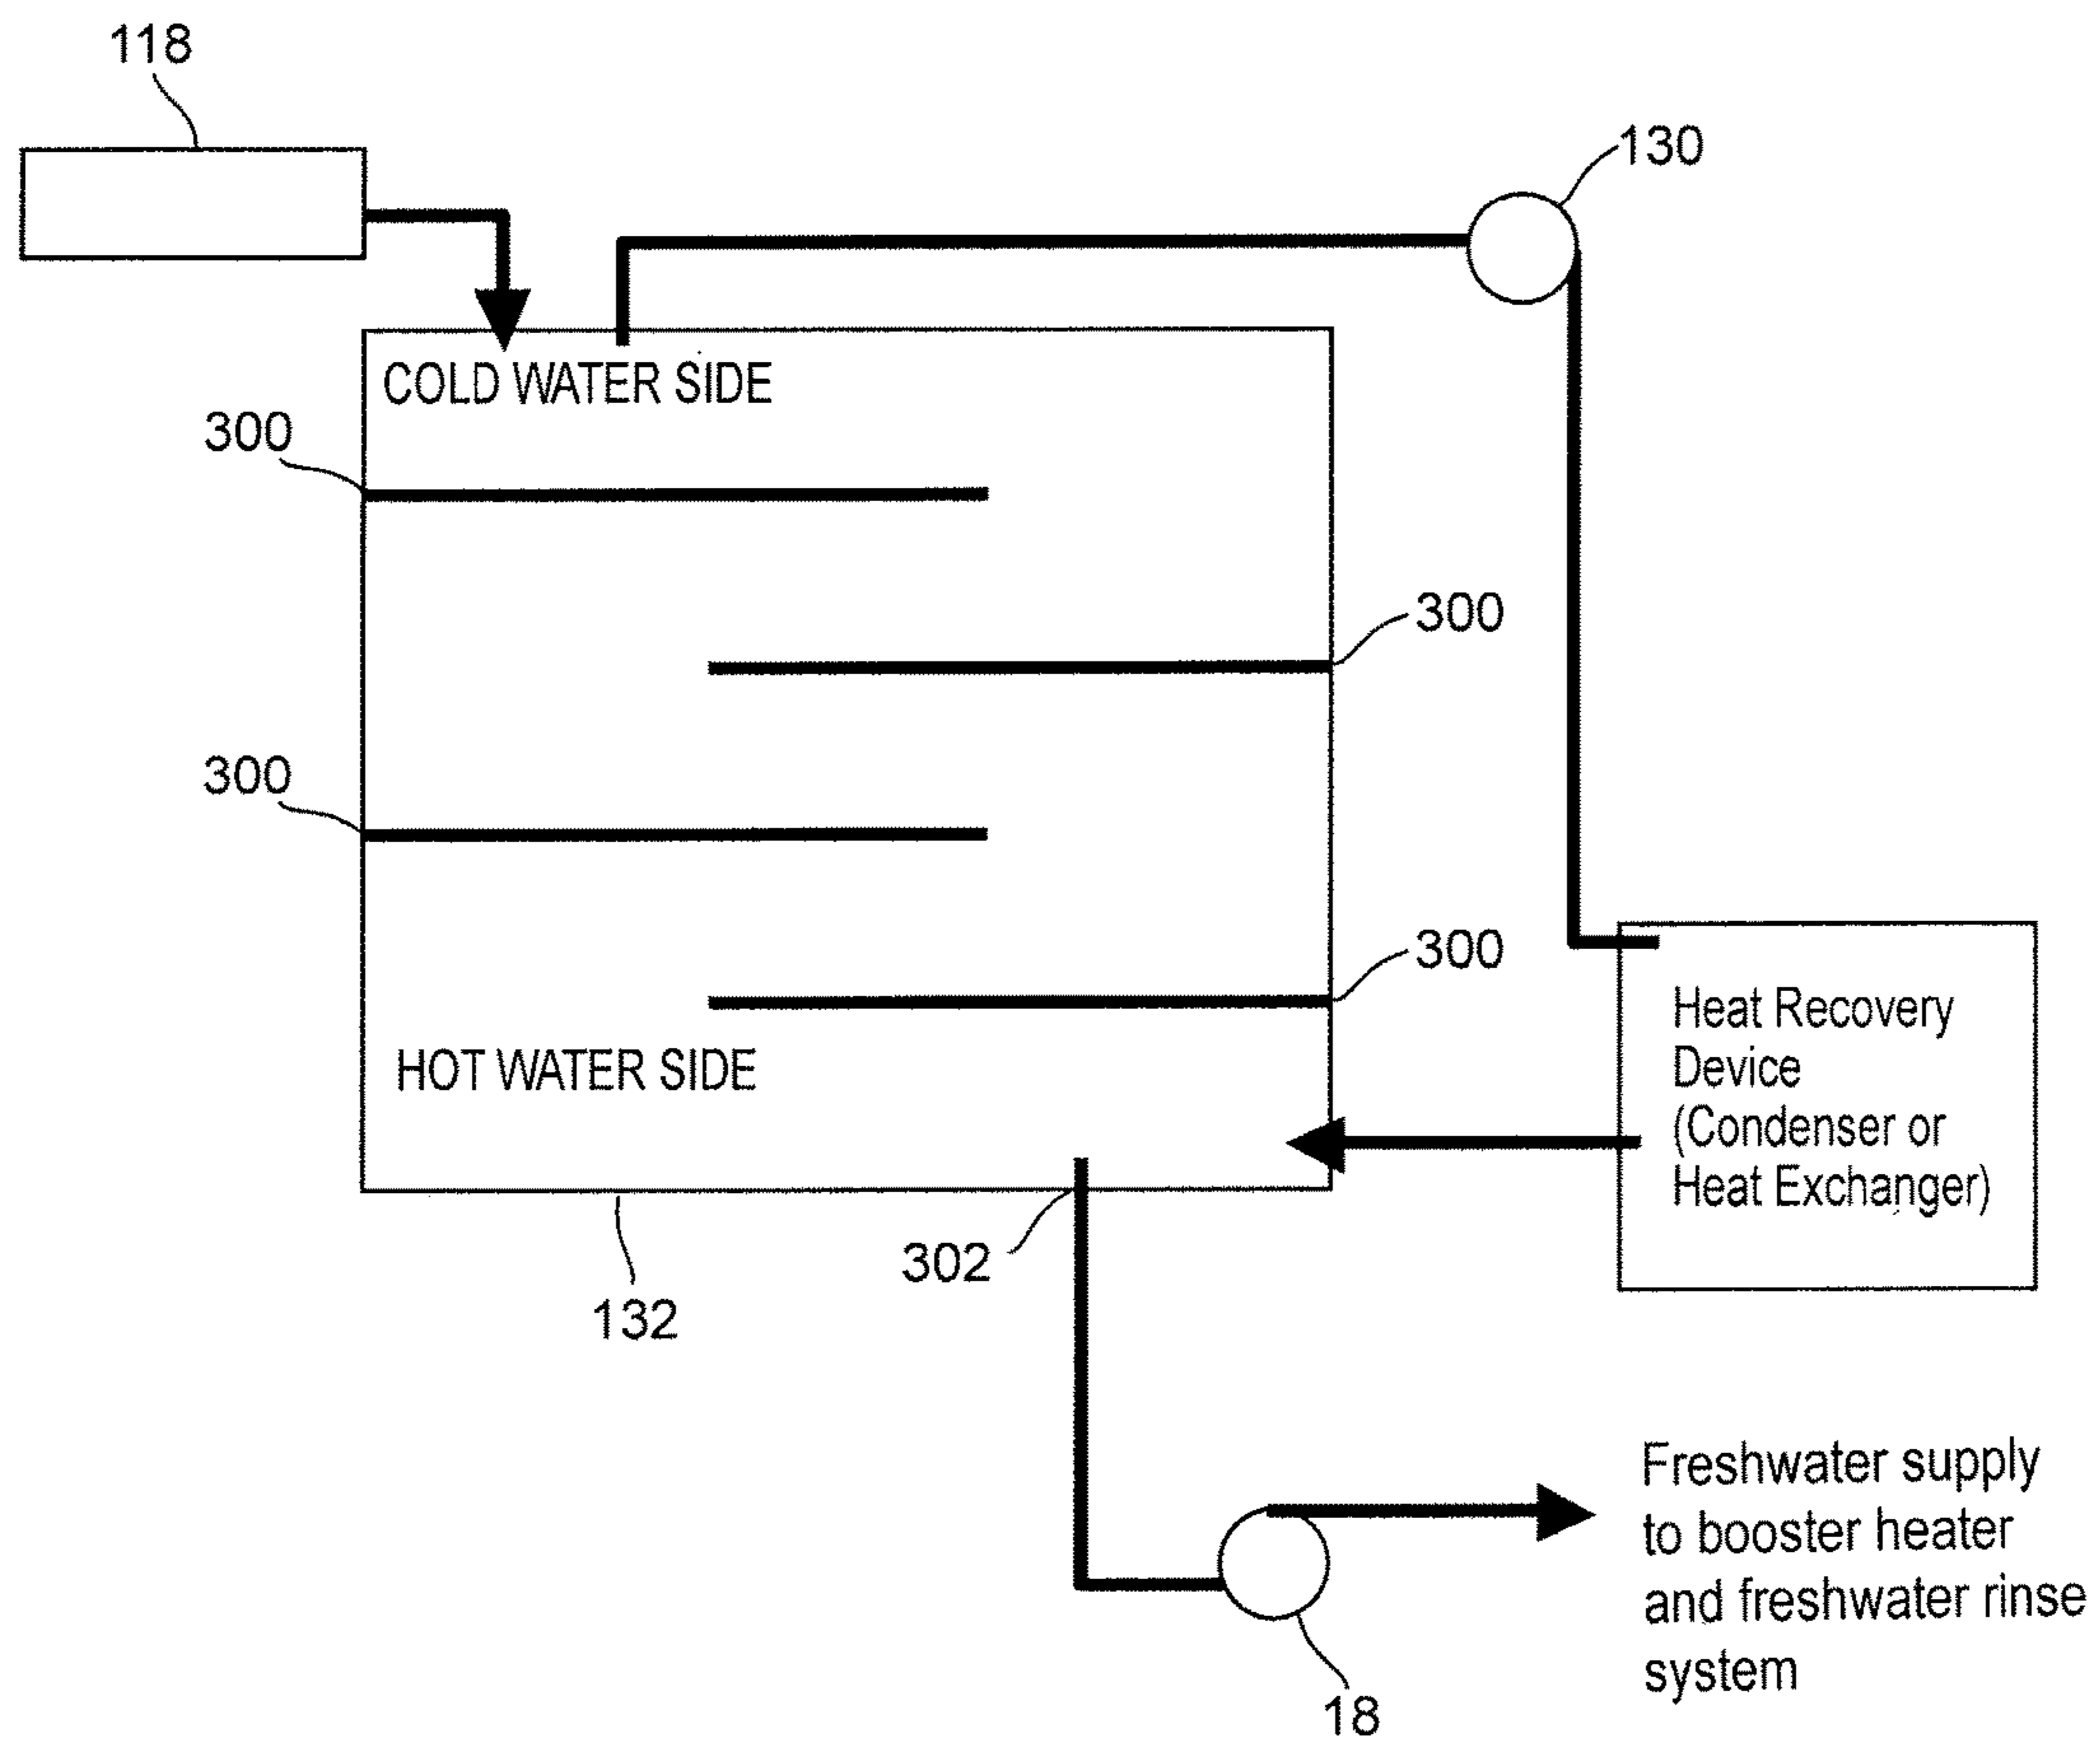 118
130
COLD WATER SIDE
300
300
300
300
Heat Recovery
Device
(Condenser or
Heat Exchanger)
HOT WATER SIDE
302
132
Freshwater supply
to booster heater
and freshwater rinse
system
18